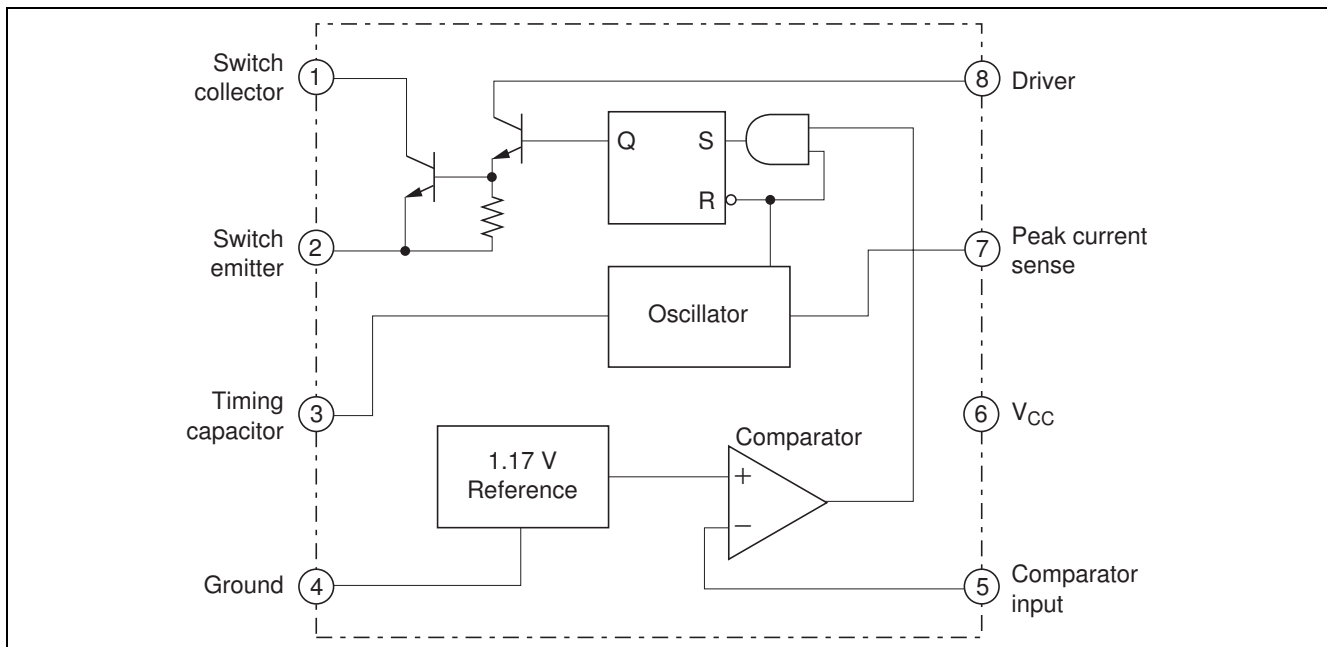 Switch
collector
1
8
Driver
Q
S
R
Switch
emitter
2
7
Peak current
sense
Oscillator
Timing
capacitor
3
6
VCC
Comparator
1.17 V
Reference
+
−
Ground
4
5
Comparator
input